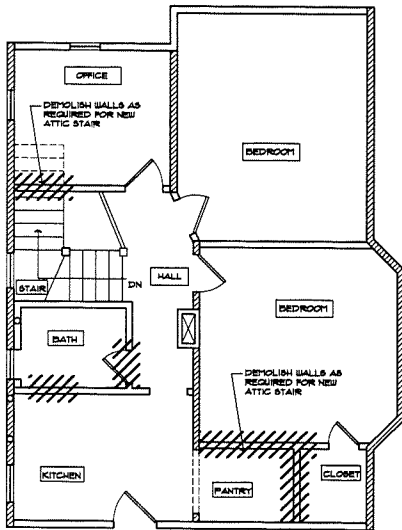 OFFICE
DEMOLISH WALLS AS
REQUIRED FOR NEW
ATTIC STAIR
BEDROOM
HALL
DN
STAIR
BEDROOM
BATH
DEMOLISH WALLS AS
REQUIRED FOR NEW
ATTIC STAIR
KITCHEN
PANTRY
CLOSET